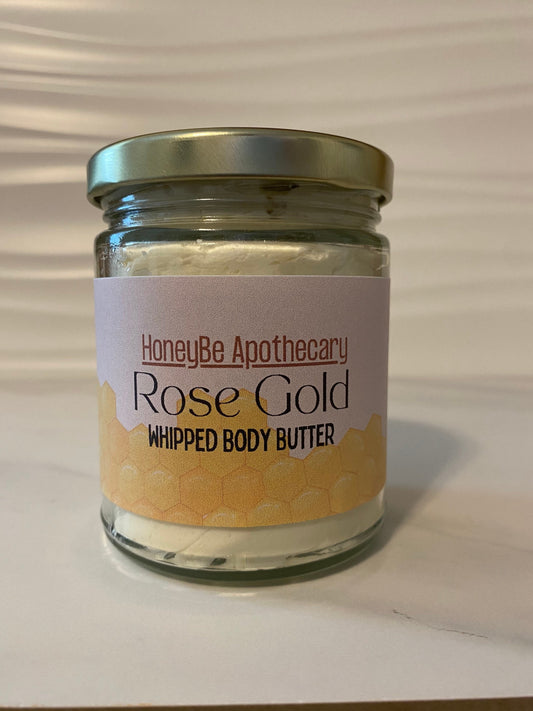 HoneyBe Apothecary
Rose Gold
WHIPPED BODY BUTTER